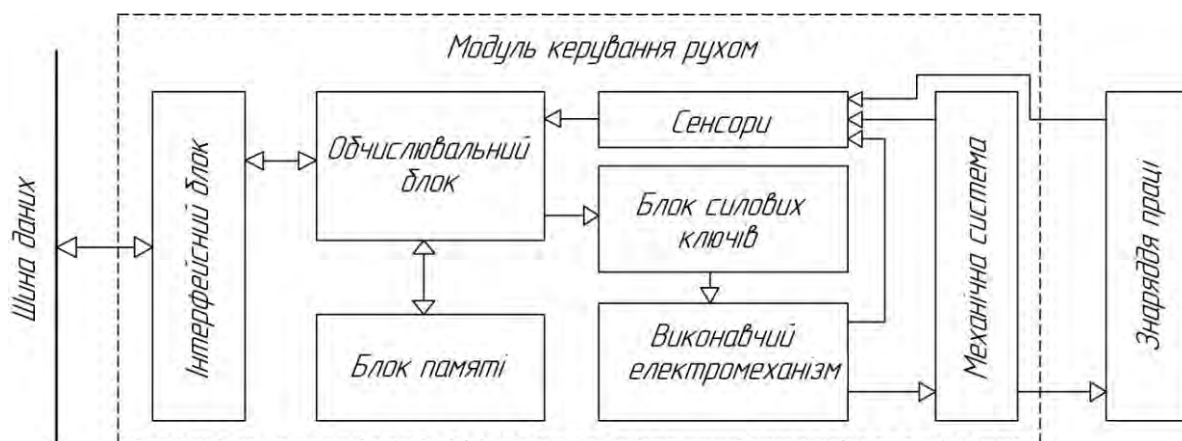 Модуль керування рухом
Шина даних
Інтерфейсний блок
Обчислювальний
блок
Сенсори
Блок силових
ключів
Блок памяті
Виконавчий
електромеханізм
Механічна система
Знаряддя праці